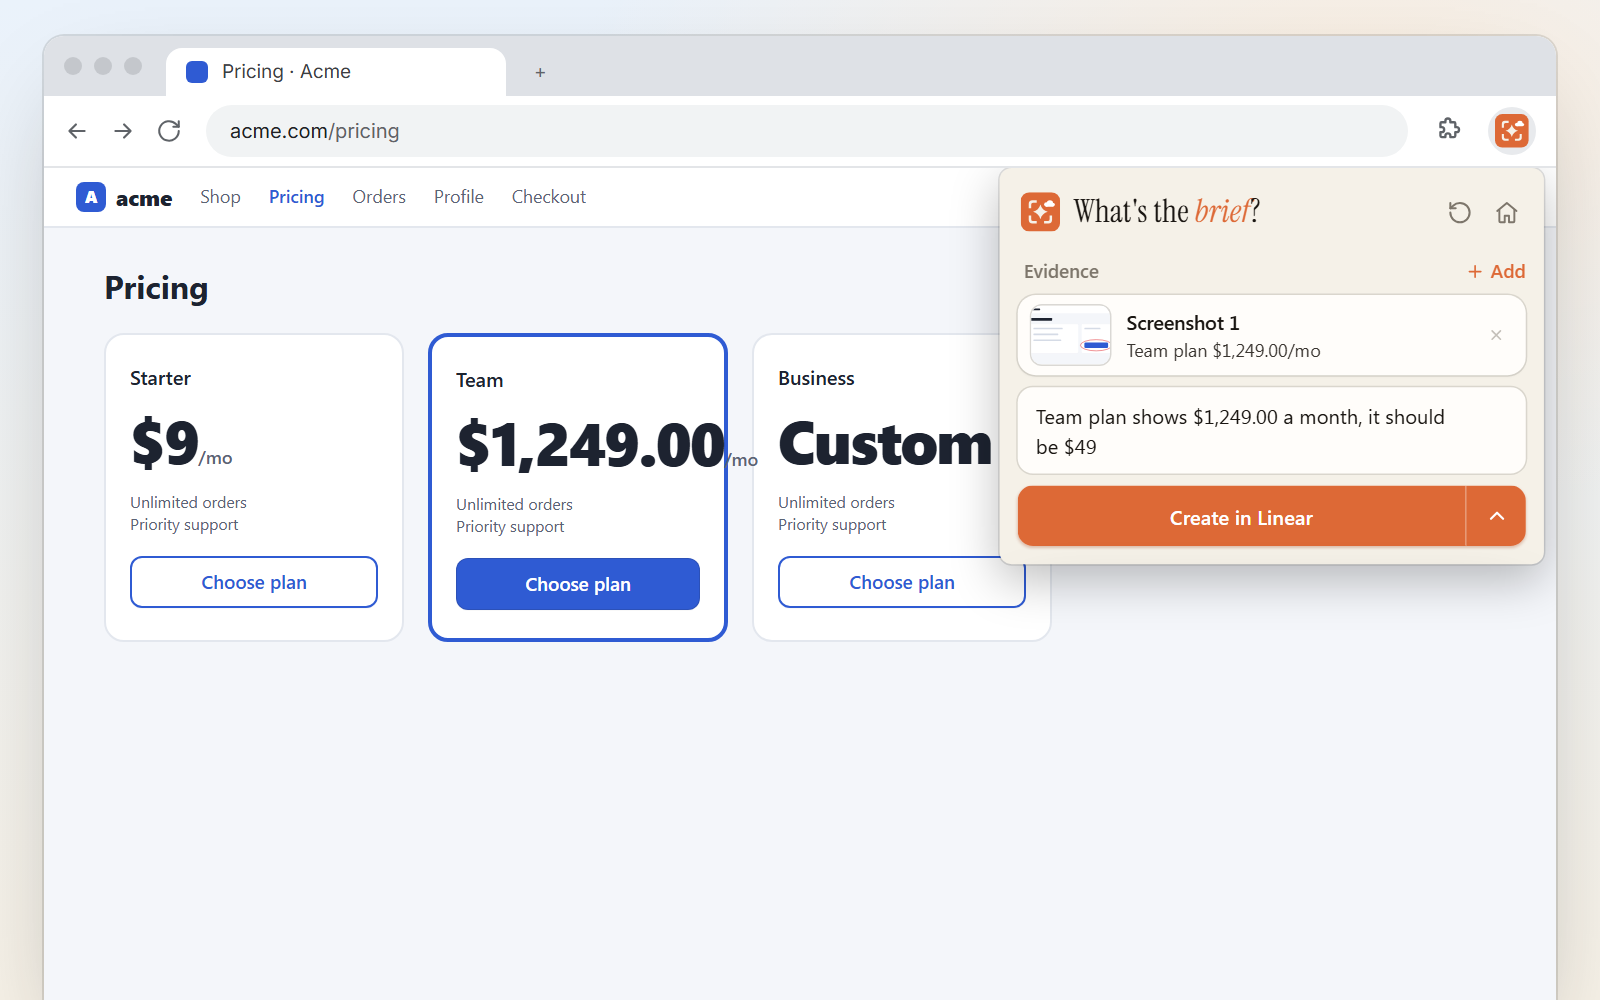 Pricing · Acme
+
acme.com/pricing
A acme Shop Pricing Orders Profile Checkout
What's the brief?
Evidence
+ Add
Screenshot 1
Team plan $1,249.00/mo
Team plan shows $1,249.00 a month, it should
be $49
Create in Linear
Pricing
Starter
$9/mo
Unlimited orders
Priority support
Choose plan
Team
$1,249.00/mo
Unlimited orders
Priority support
Choose plan
Business
Custom
Unlimited orders
Priority support
Choose plan